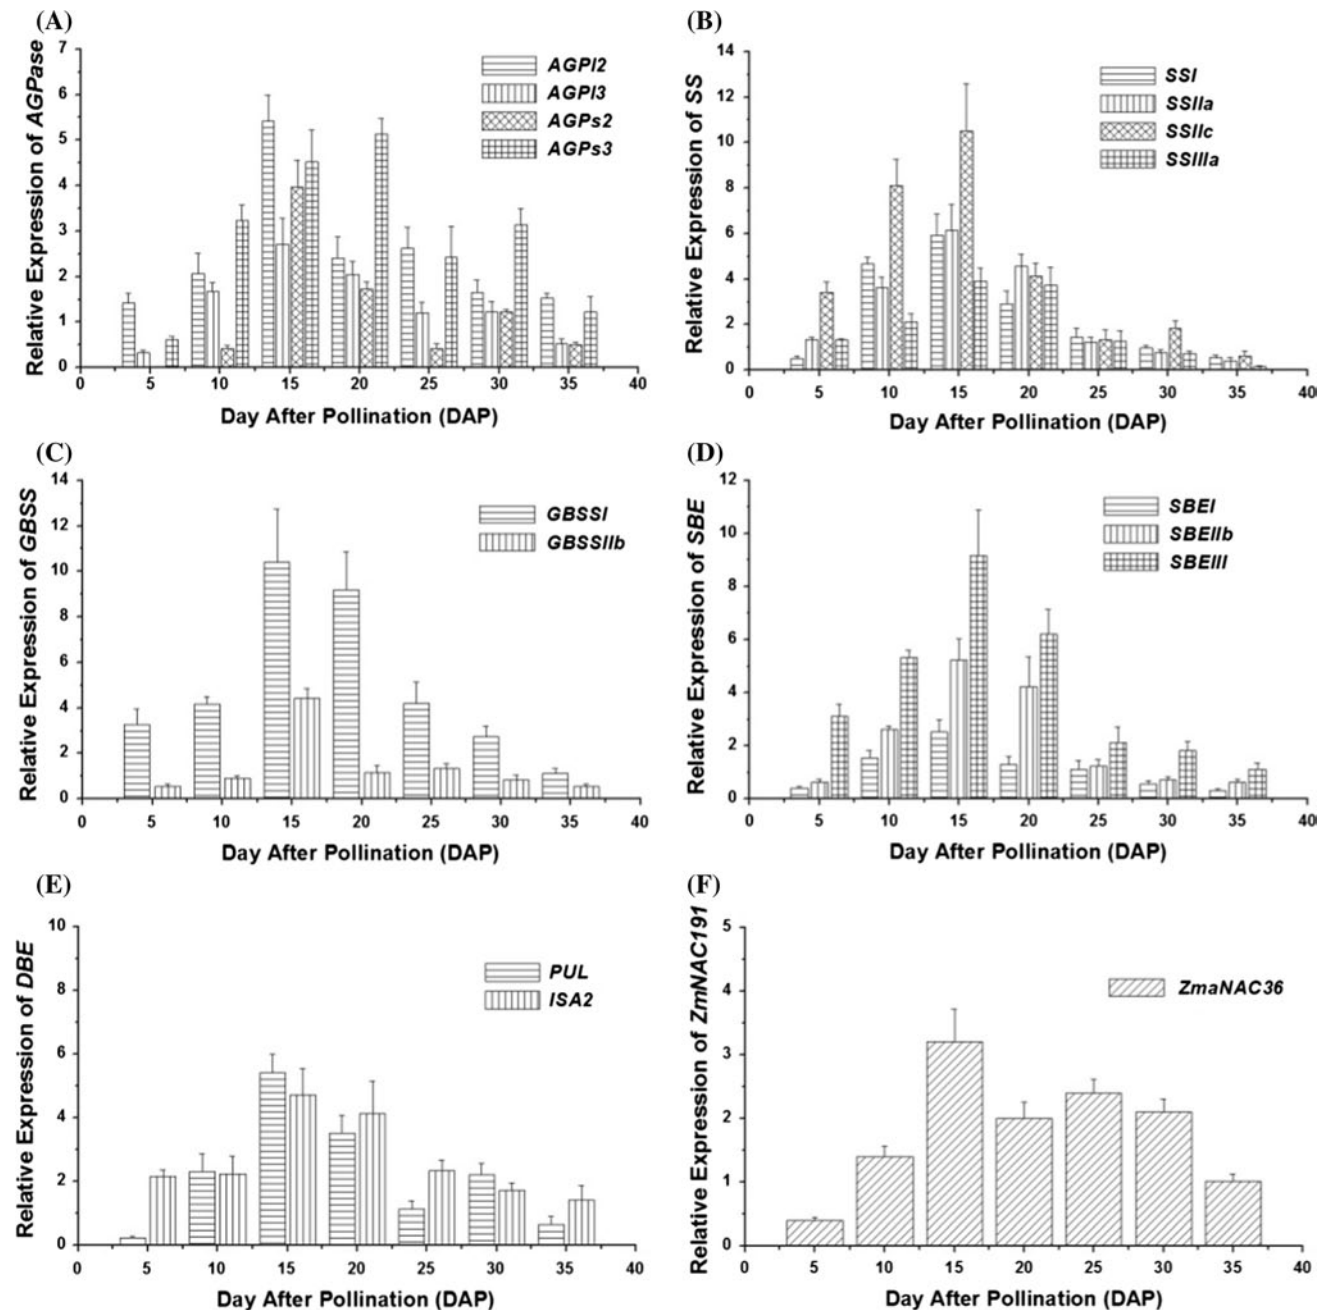 (A)
Relative Expression of AGPase
7
6
5
4
3
2
1
0
AGPl2
AGPl3
AGPs2
AGPs3
0 5 10 15 20 25 30 35 40
Day After Pollination (DAP)
(B)
Relative Expression of SS
14
12
10
8
6
4
2
0
SSI
SSIIa
SSIIc
SSIIIa
0 5 10 15 20 25 30 35 40
Day After Pollination (DAP)
(C)
Relative Expression of GBSS
14
12
10
8
6
4
2
0
GBSSI
GBSSIIb
0 5 10 15 20 25 30 35 40
Day After Pollination (DAP)
(D)
Relative Expression of SBE
12
10
8
6
4
2
0
SBEI
SBEIIb
SBEIII
0 5 10 15 20 25 30 35 40
Day After Pollination (DAP)
(E)
Relative Expression of DBE
10
8
6
4
2
0
PUL
ISA2
0 5 10 15 20 25 30 35 40
Day After Pollination (DAP)
(F)
Relative Expression of ZmNAC191
5
4
3
2
1
0
ZmaNAC36
0 5 10 15 20 25 30 35 40
Day After Pollination (DAP)